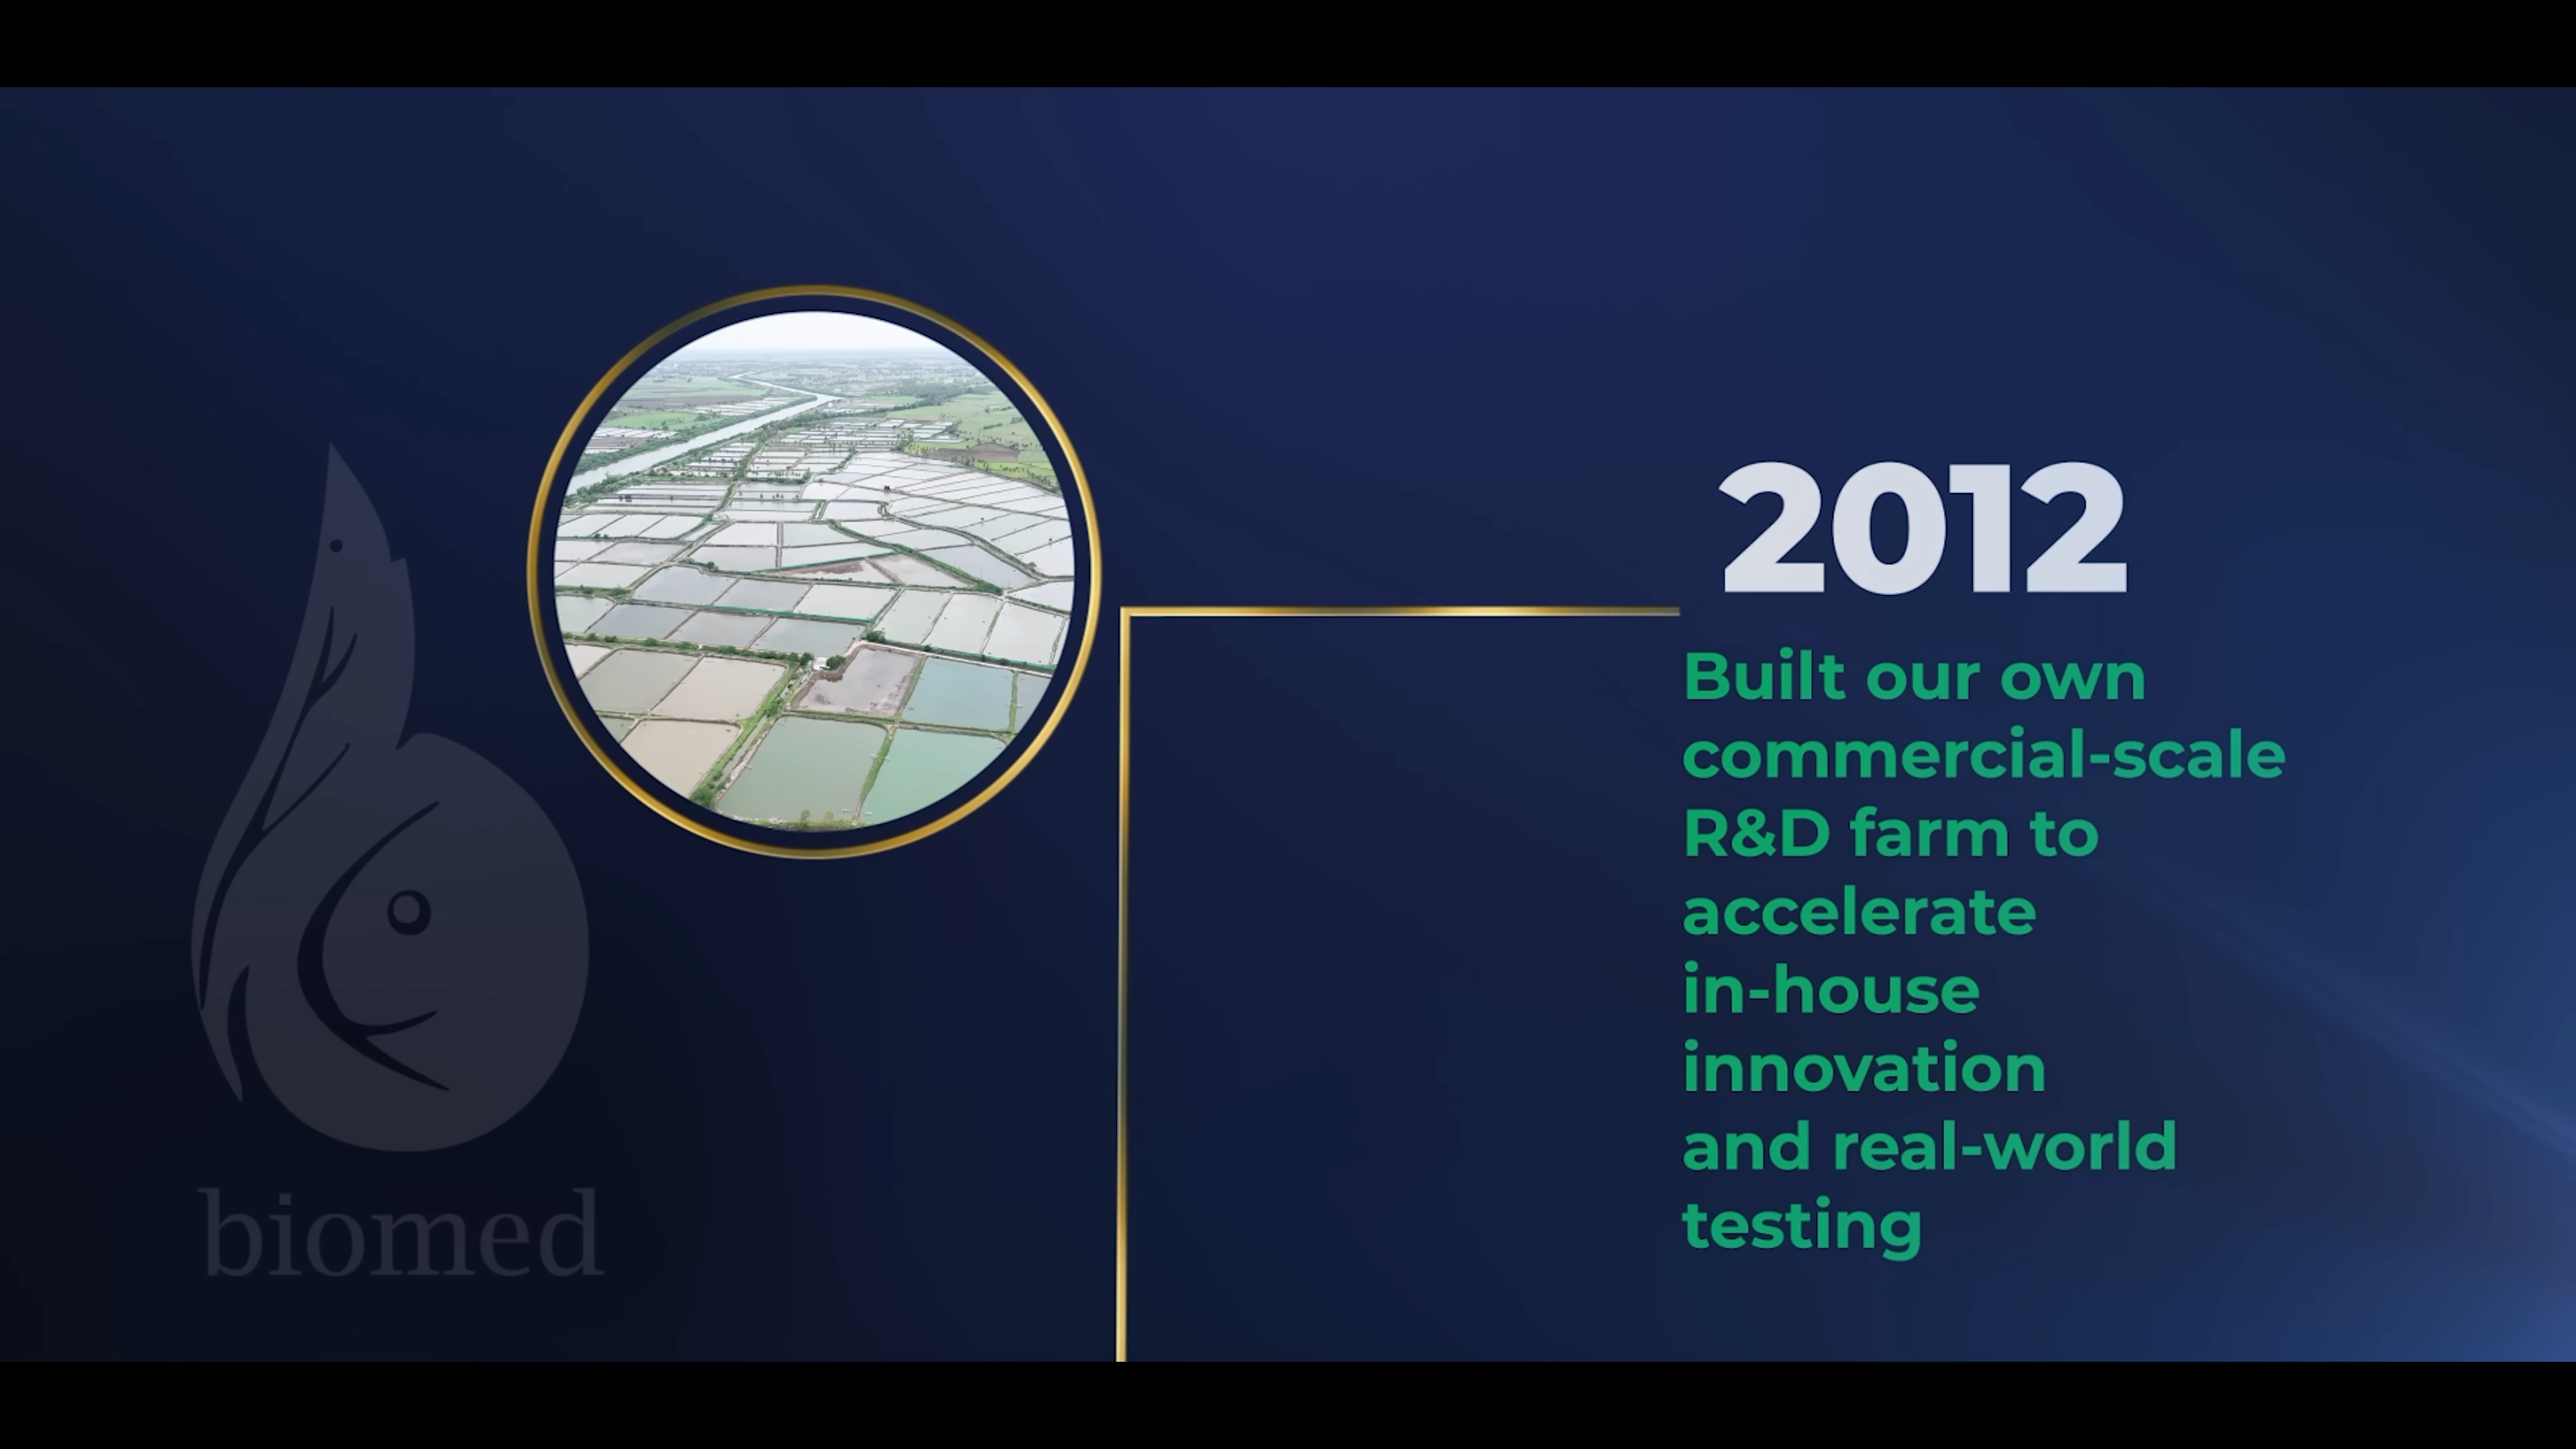 2012
Built our own
commercial-scale
R&D farm to
accelerate
in-house
innovation
and real-world
testing
biomed